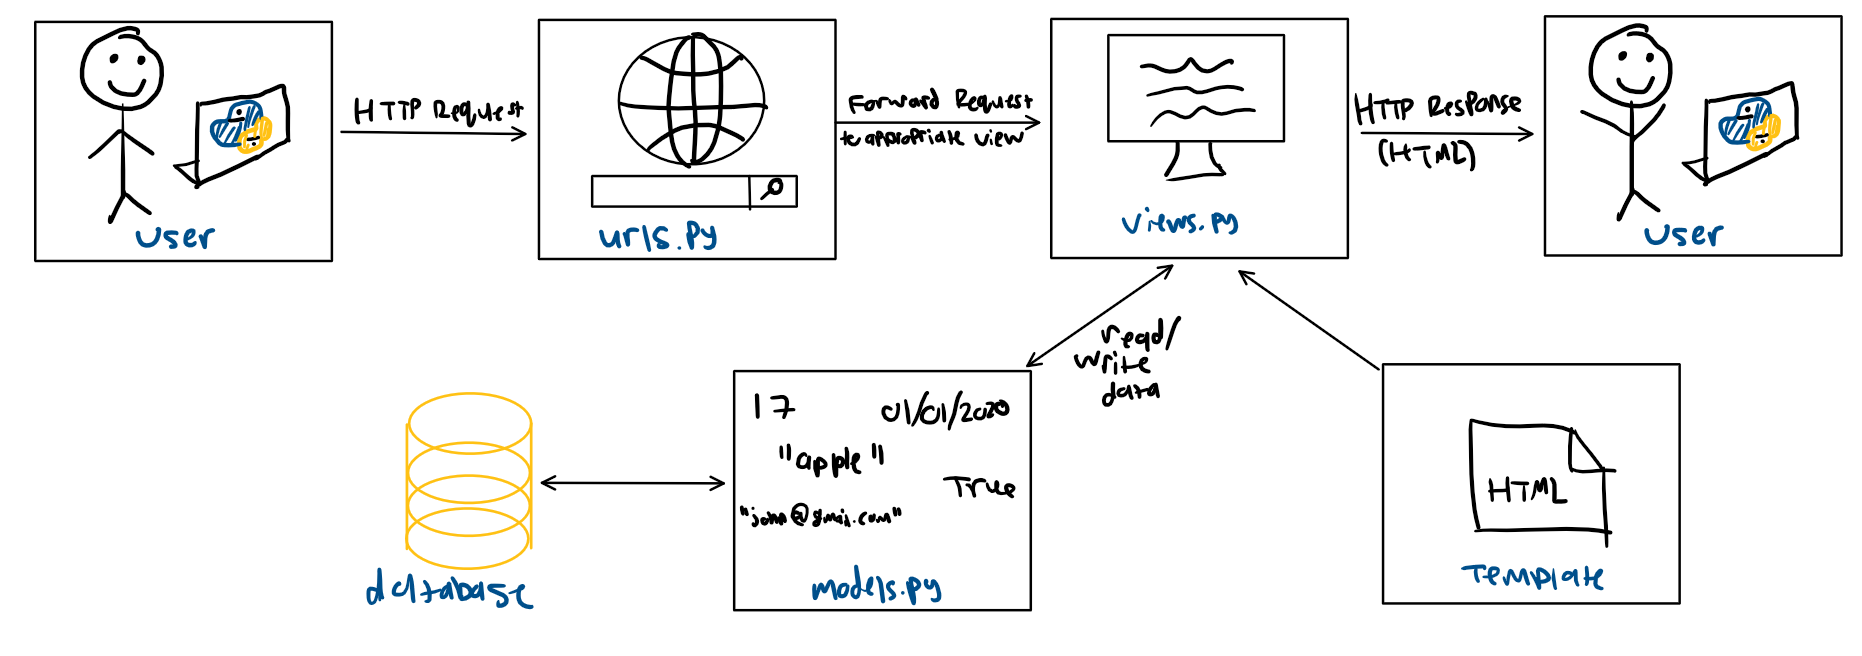 HTTP Request
Forward Request
to appropriate view
HTTP Response
(HTML)
user
urls.py
views.py
user
read/
write
data
17
01/01/2020
"apple"
True
"john@gmail.com"
HTML
database
models.py
Template